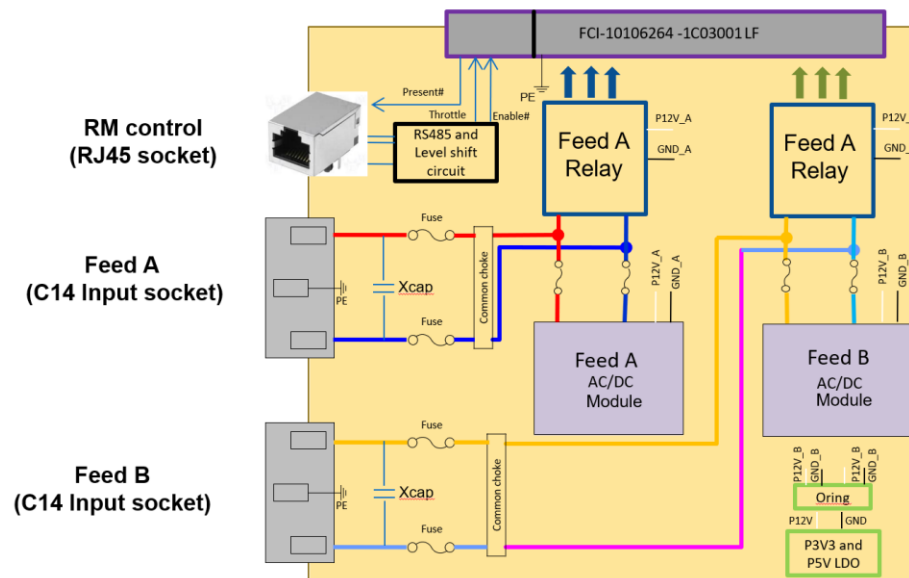 FCI-10106264 -1C03001 LF
Present#
Throttle
Enable#
PE
RM control
(RJ45 socket)
RS485 and
Level shift
circuit
Feed A
Relay
P12V_A
GND_A
Feed A
Relay
P12V_A
GND_B
Feed A
(C14 Input socket)
PE
Fuse
Xcap
Fuse
Common choke
P12V_A
GND_A
Feed A
AC/DC
Module
P12V_B
GND_B
Feed B
AC/DC
Module
Feed B
(C14 Input socket)
PE
Fuse
Xcap
Fuse
Common choke
P12V_B
GND_B
P12V_B
GND_B
Oring
P12V
GND
P3V3 and
P5V LDO